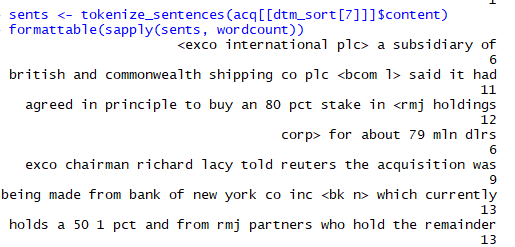 1
sents <- tokenize_sentences(acq[[dtm_sort[7]]]$content)
formattable(sapply(sents, wordcount))
<exco international plc> a subsidiary of
6
british and commonwealth shipping co plc <bcom l> said it had
11
agreed in principle to buy an 80 pct stake in <rmj holdings
12
corp> for about 79 mln dlrs
6
exco chairman richard lacy told reuters the acquisition was
9
being made from bank of new york co inc <bk n> which currently
13
holds a 50 1 pct and from rmj partners who hold the remainder
13